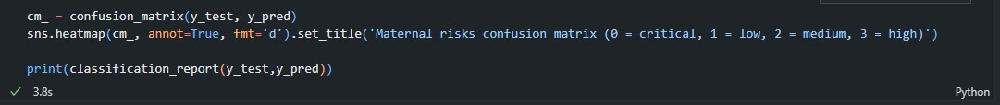 cm_ = confusion_matrix(y_test, y_pred)
sns.heatmap(cm_, annot=True, fmt='d').set_title('Maternal risks confusion matrix (0 = critical, 1 = low, 2 = medium, 3 = high)')
print(classification_report(y_test,y_pred))
✓ 3.8s
Python